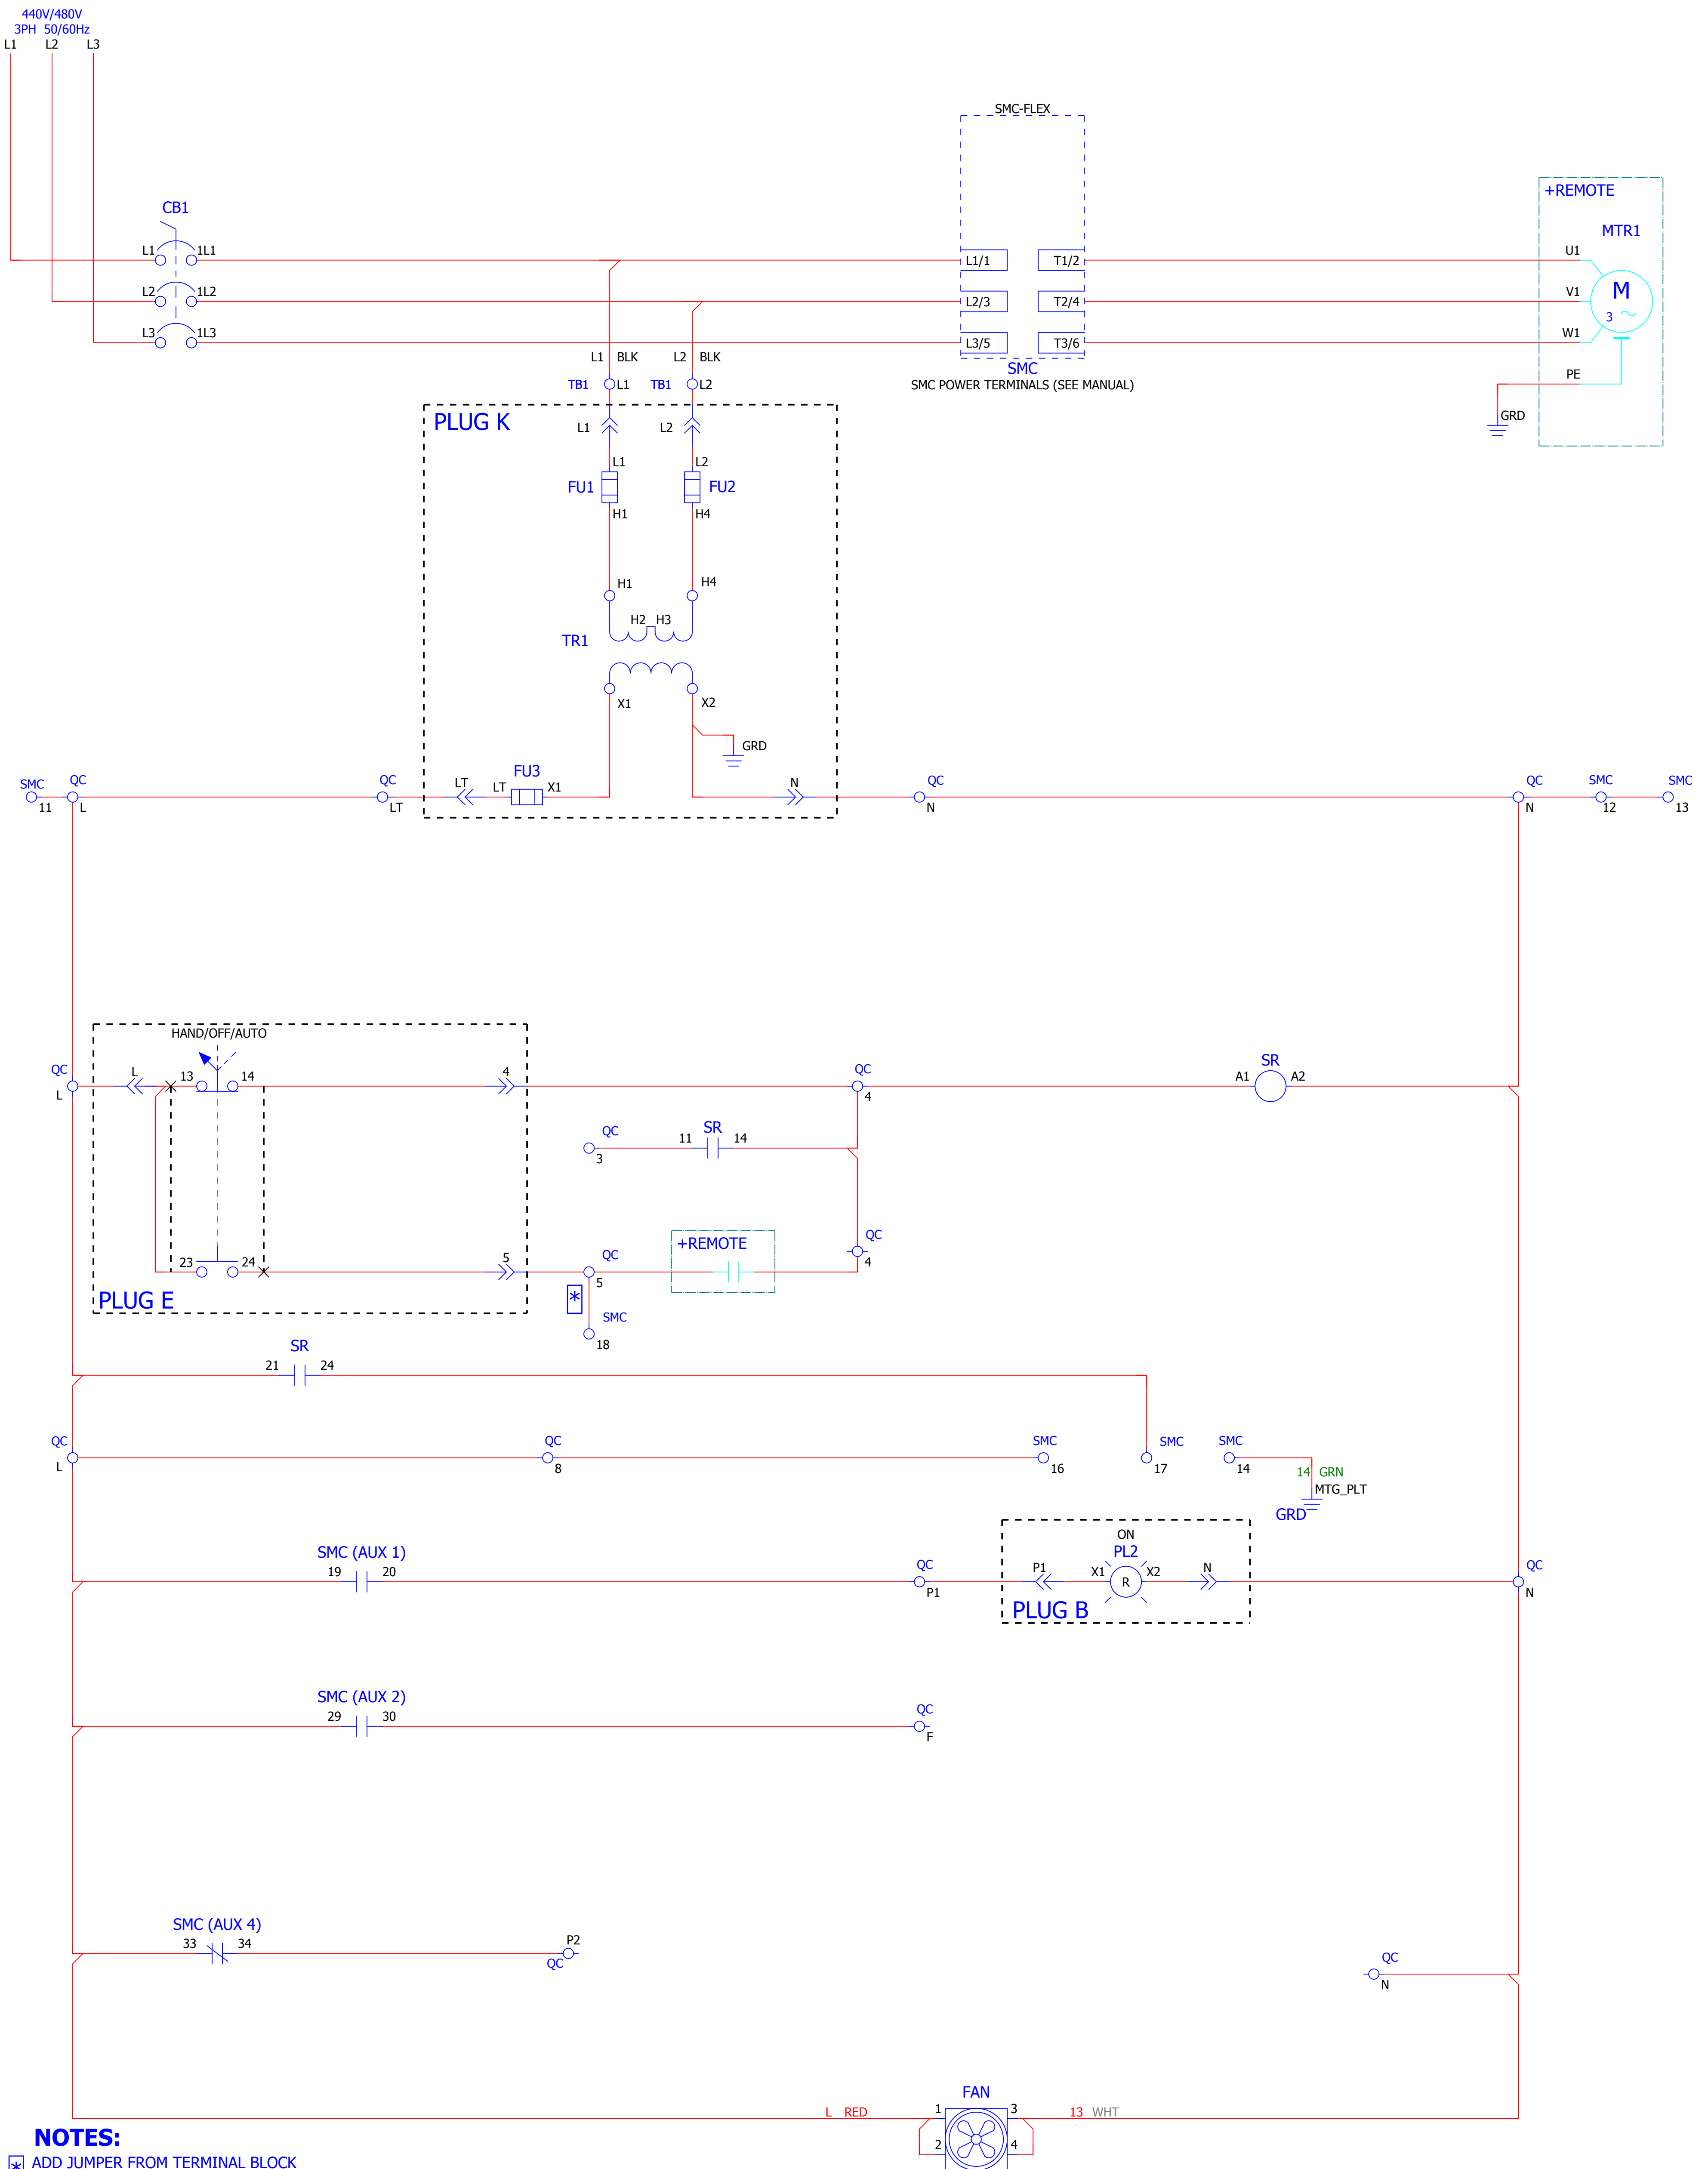 440V/480V
3PH 50/60Hz
L1 L2 L3
SMC-FLEX
+REMOTE
CB1
MTR1
L1 1L1 L1/1 T1/2 U1
L2 1L2 L2/3 T2/4 V1
M
3
L3 1L3 L3/5 T3/6 W1
L1 BLK L2 BLK
SMC
PE
TB1 L1 TB1 L2
SMC POWER TERMINALS (SEE MANUAL)
PLUG K
L1 L2
GRD
L1 L2
FU1 FU2
H1 H4
H1 H4
H2 H3
TR1
X1 X2
GRD
FU3
SMC QC QC LT LT X1 N QC QC SMC SMC
11 L LT N N 12 13
HAND/OFF/AUTO
QC L 13 14 4 QC SR
A1 A2
L 4
QC 11 SR 14
3
+REMOTE
QC
23 24 5 QC
5 4
PLUG E
*
SMC
18
SR
21 24
QC QC SMC SMC SMC
L 8 16 17 14
14 GRN
MTG_PLT
GRD
ON
SMC (AUX 1) PL2
19 20 QC P1 X1 R X2 N QC
P1 N
PLUG B
SMC (AUX 2)
29 30 QC
F
SMC (AUX 4)
33 34 P2
QC QC
N
FAN
L RED 1 3 13 WHT
2 4
NOTES:
* ADD JUMPER FROM TERMINAL BLOCK